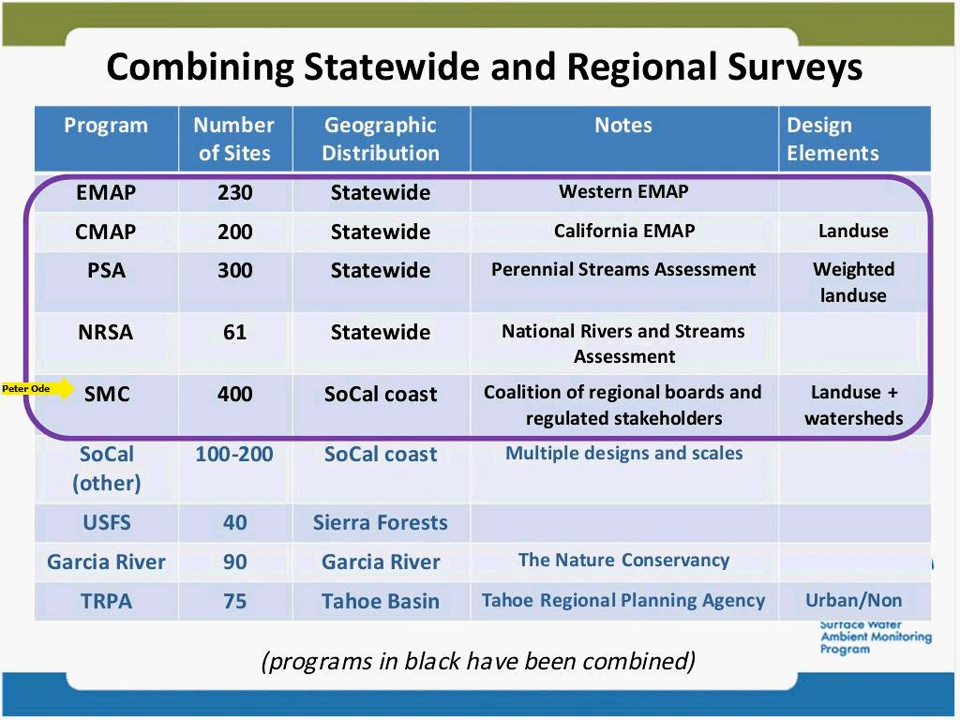 Combining Statewide and Regional Surveys
Program Number of Sites Geographic Distribution Notes Design Elements
EMAP 230 Statewide Western EMAP
CMAP 200 Statewide California EMAP Landuse
PSA 300 Statewide Perennial Streams Assessment Weighted landuse
NRSA 61 Statewide National Rivers and Streams Assessment
Peter Ode
SMC 400 SoCal coast Coalition of regional boards and regulated stakeholders Landuse + watersheds
SoCal (other) 100-200 SoCal coast Multiple designs and scales
USFS 40 Sierra Forests
Garcia River 90 Garcia River The Nature Conservancy
TRPA 75 Tahoe Basin Tahoe Regional Planning Agency Urban/Non
Surface Water
Ambient Monitoring
Program
(programs in black have been combined)